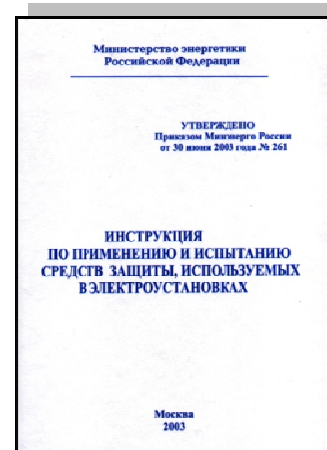 Министерство энергетики
Российской Федерации
УТВЕРЖДЕНО
Приказом Минэнерго России
от 30 июня 2003 года № 261
ИНСТРУКЦИЯ
ПО ПРИМЕНЕНИЮ И ИСПЫТАНИЮ
СРЕДСТВ ЗАЩИТЫ, ИСПОЛЬЗУЕМЫХ
В ЭЛЕКТРОУСТАНОВКАХ
Москва
2003